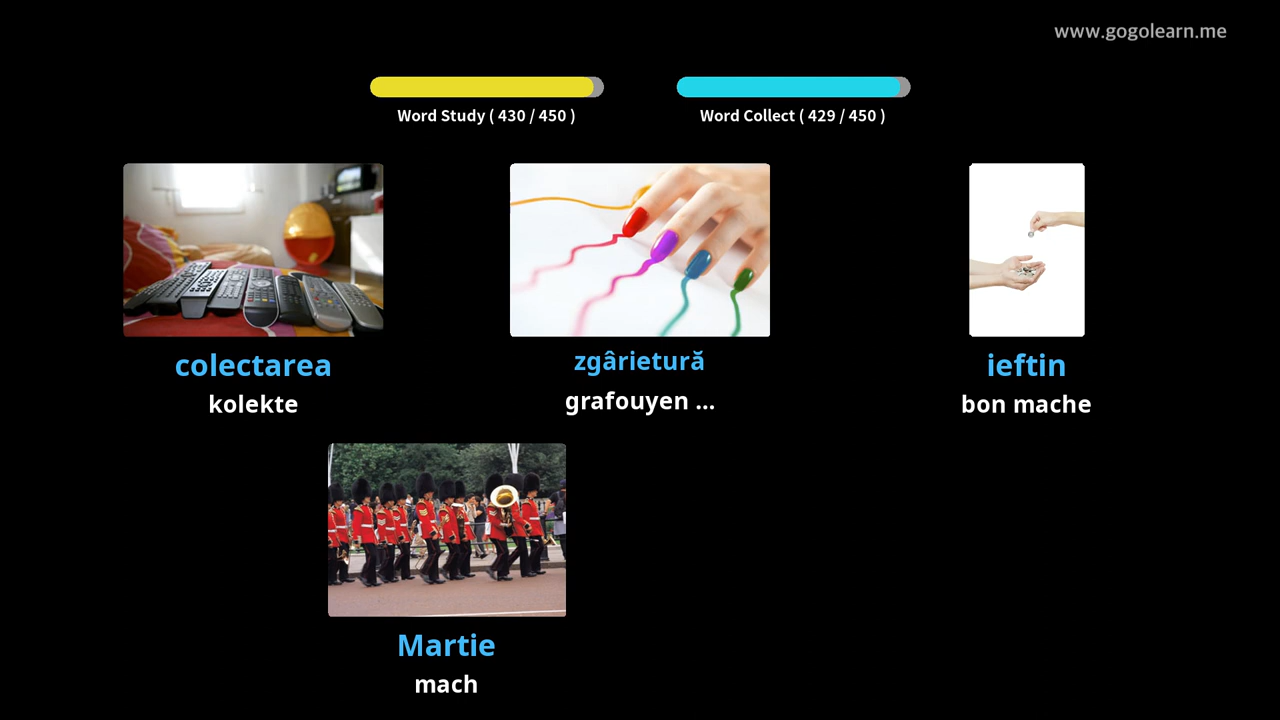 www.gogolearn.me
Word Study ( 430 / 450 )
Word Collect ( 429 / 450 )
colectarea
kolekte
zgârietură
grafouyen ...
ieftin
bon mache
Martie
mach